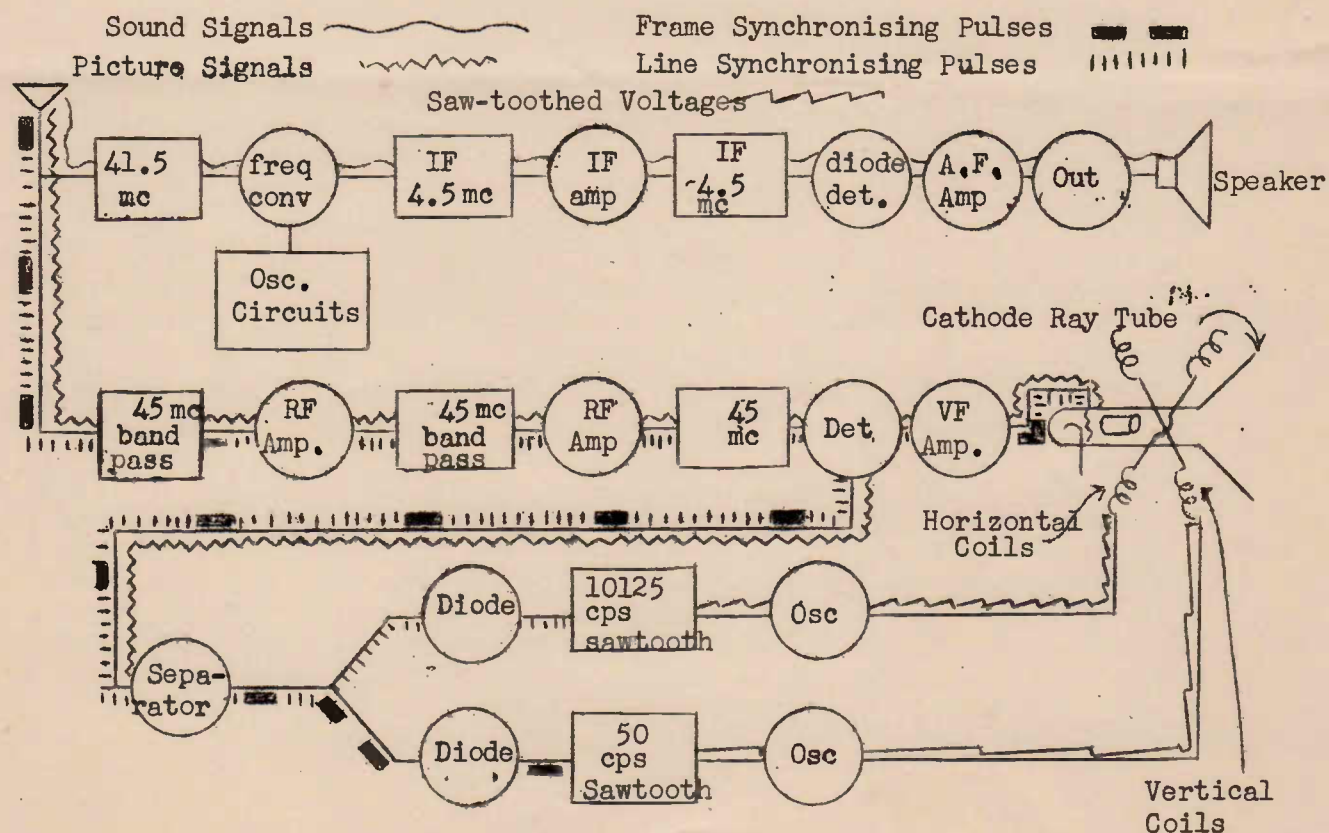 Sound Signals
Picture Signals
Frame Synchronising Pulses
Line Synchronising Pulses
Saw-toothed Voltages
41.5
mc
freq
conv
IF
4.5 mc
IF
amp
IF
4.5
mc
diode
det.
A.F.
Amp
Out
Speaker
Osc.
Circuits
Cathode Ray Tube
45 mc
band
pass
RF
Amp.
45 mc
band
pass
RF
Amp
45
mc
Det.
VF
Amp.
Horizontal
Coils
Diode
10125
cps
sawtooth
Osc
Sepa-
rator
Diode
50
cps
Sawtooth
Osc
Vertical
Coils